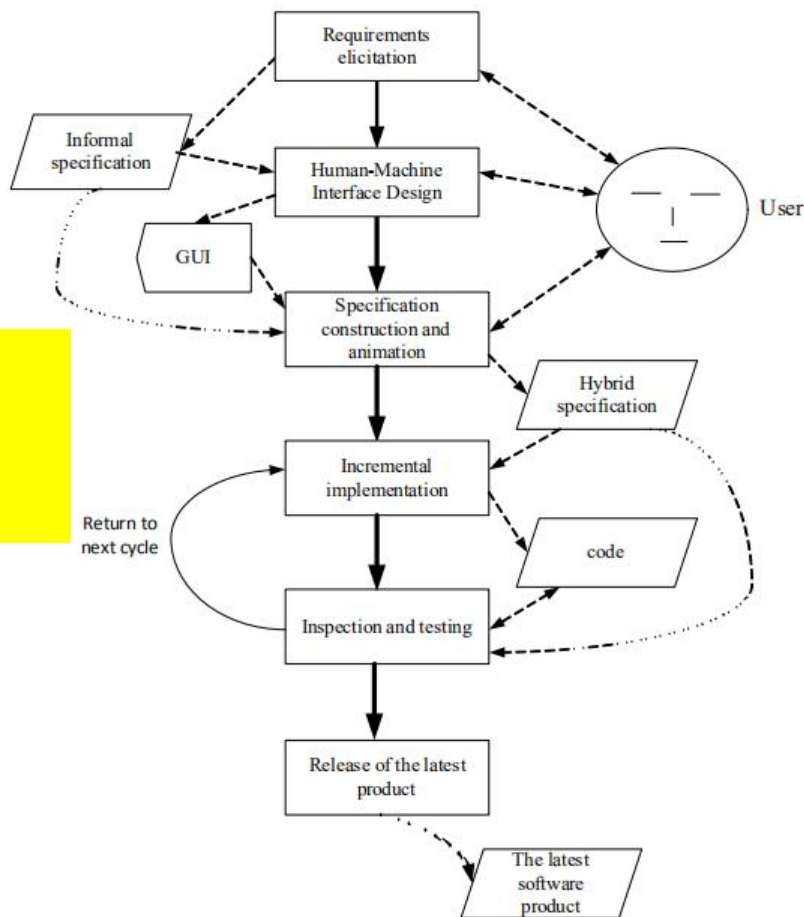 Requirements
elicitation
Informal
specification
Human-Machine
Interface Design
User
GUI
Specification
construction and
animation
Hybrid
specification
Incremental
implementation
Return to
next cycle
code
Inspection and testing
Release of the latest
product
The latest
software
product